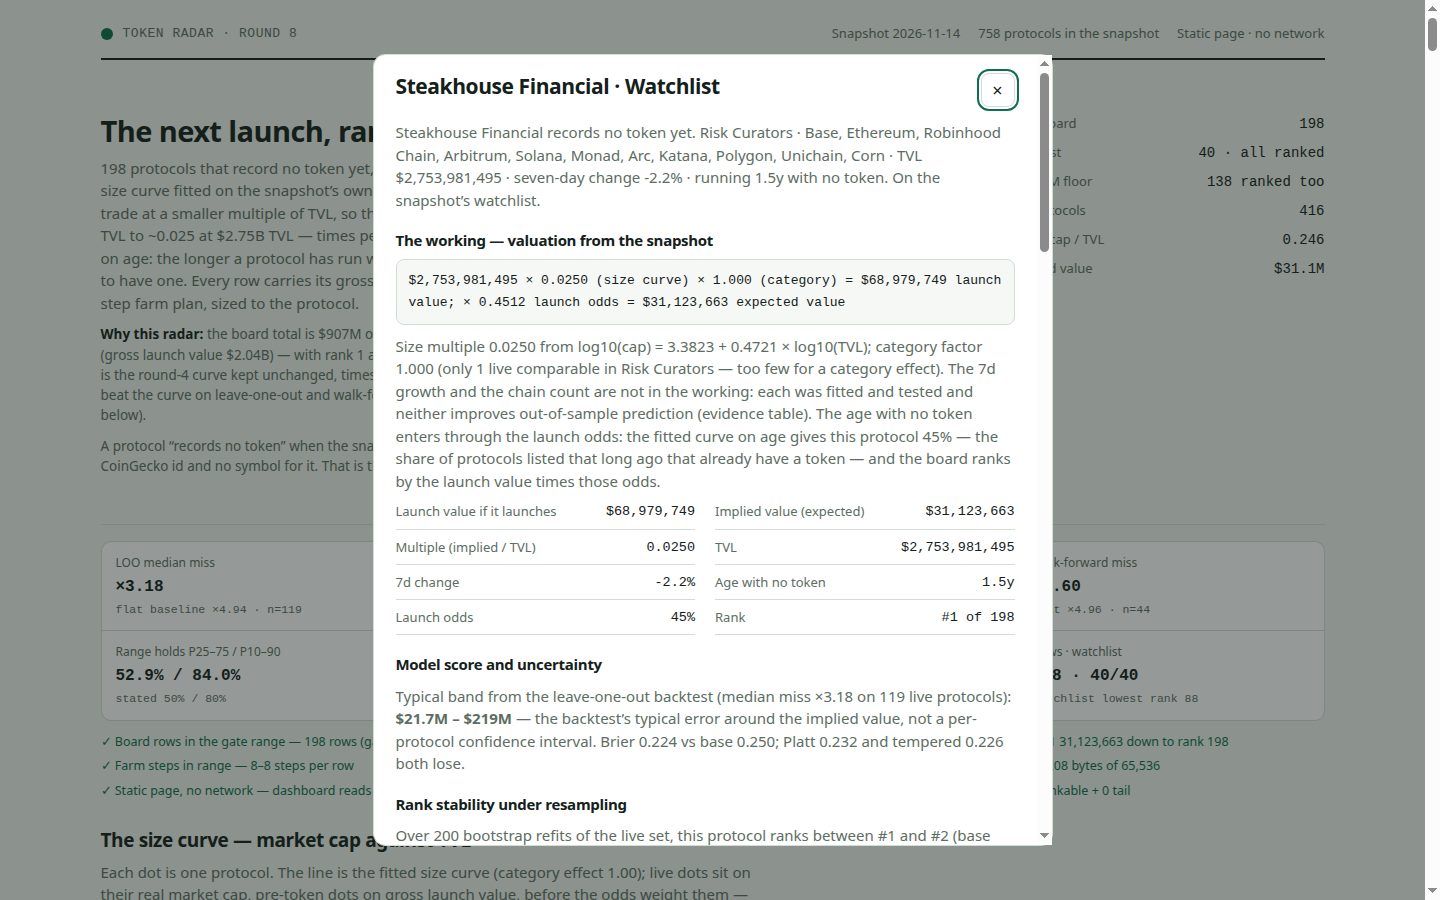 TOKEN RADAR · ROUND 8
Snapshot 2026-11-14 758 protocols in the snapshot Static page · no network
Steakhouse Financial · Watchlist
×
Steakhouse Financial records no token yet. Risk Curators · Base, Ethereum, Robinhood
Chain, Arbitrum, Solana, Monad, Arc, Katana, Polygon, Unichain, Corn · TVL
$2,753,981,495 · seven-day change -2.2% · running 1.5y with no token. On the
snapshot’s watchlist.
The working — valuation from the snapshot
$2,753,981,495 × 0.0250 (size curve) × 1.000 (category) = $68,979,749 launch
value; × 0.4512 launch odds = $31,123,663 expected value
Size multiple 0.0250 from log10(cap) = 3.3823 + 0.4721 × log10(TVL); category factor
1.000 (only 1 live comparable in Risk Curators — too few for a category effect). The 7d
growth and the chain count are not in the working: each was fitted and tested and
neither improves out-of-sample prediction (evidence table). The age with no token
enters through the launch odds: the fitted curve on age gives this protocol 45% — the
share of protocols listed that long ago that already have a token — and the board ranks
by the launch value times those odds.
Launch value if it launches $68,979,749 Implied value (expected) $31,123,663
Multiple (implied / TVL) 0.0250 TVL $2,753,981,495
7d change -2.2% Age with no token 1.5y
Launch odds 45% Rank #1 of 198
Model score and uncertainty
Typical band from the leave-one-out backtest (median miss ×3.18 on 119 live protocols):
$21.7M – $219M — the backtest’s typical error around the implied value, not a per-
protocol confidence interval. Brier 0.224 vs base 0.250; Platt 0.232 and tempered 0.226
both lose.
Rank stability under resampling
Over 200 bootstrap refits of the live set, this protocol ranks between #1 and #2 (base
The next launch, ran
198 protocols that record no token yet,
size curve fitted on the snapshot’s own
trade at a smaller multiple of TVL, so th
TVL to ~0.025 at $2.75B TVL — times pe
on age: the longer a protocol has run w
to have one. Every row carries its gross
step farm plan, sized to the protocol.
Why this radar: the board total is $907M o
(gross launch value $2.04B) — with rank 1 a
is the round-4 curve kept unchanged, times
beat the curve on leave-one-out and walk-f
below).
A protocol “records no token” when the sna
CoinGecko id and no symbol for it. That is t
oard 198
st 40 · all ranked
M floor 138 ranked too
tocols 416
cap / TVL 0.246
d value $31.1M
LOO median miss
×3.18
flat baseline ×4.94 · n=119
k-forward miss
.60
t ×4.96 · n=44
Range holds P25–75 / P10–90
52.9% / 84.0%
stated 50% / 80%
ws · watchlist
8 · 40/40
chlist lowest rank 88
✓ Board rows in the gate range — 198 rows (g
✓ Farm steps in range — 8–8 steps per row
✓ Static page, no network — dashboard reads
31,123,663 down to rank 198
08 bytes of 65,536
nkable + 0 tail
The size curve — market cap against TVL
Each dot is one protocol. The line is the fitted size curve (category effect 1.00); live dots sit on
their real market cap, pre-token dots on gross launch value, before the odds weight them —